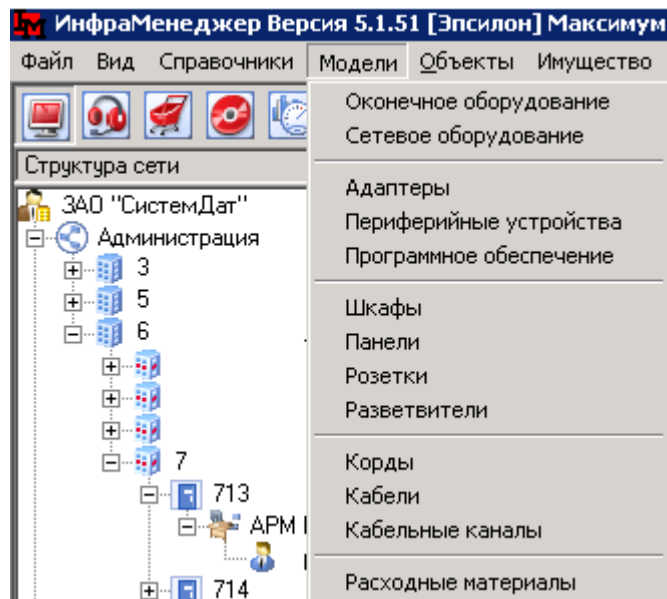 ИнфраМенеджер Версия 5.1.51 [Эпсилон] Максимум
Файл Вид Справочники Модели Объекты Имущество
Структура сети
ЗАО "СистемДат"
Администрация
3
5
6
7
713
АРМ
714
Оконечное оборудование
Сетевое оборудование
Адаптеры
Периферийные устройства
Программное обеспечение
Шкафы
Панели
Розетки
Разветвители
Корды
Кабели
Кабельные каналы
Расходные материалы